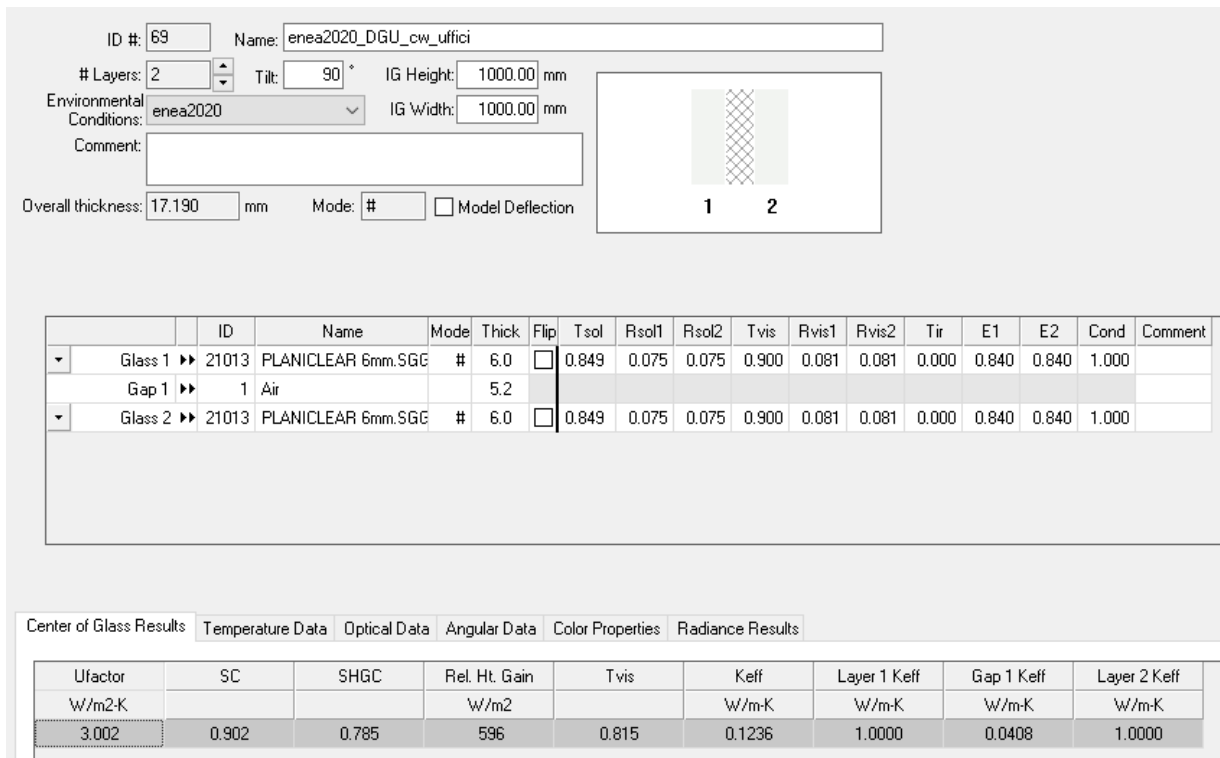 ID #: 69 Name: enea2020_DGU_cw_uffici
# Layers: 2 Tilt: 90 ° IG Height: 1000.00 mm
Environmental Conditions: enea2020 IG Width: 1000.00 mm
Comment:
Overall thickness: 17.190 mm Mode: # Model Deflection
1 2
ID Name Mode Thick Flip Tsol Rsol1 Rsol2 Tvis Rvis1 Rvis2 Tir E1 E2 Cond Comment
Glass 1 21013 PLANICLEAR 6mm.SGG # 6.0 0.849 0.075 0.075 0.900 0.081 0.081 0.000 0.840 0.840 1.000
Gap 1 1 Air 5.2
Glass 2 21013 PLANICLEAR 6mm.SGG # 6.0 0.849 0.075 0.075 0.900 0.081 0.081 0.000 0.840 0.840 1.000
Center of Glass Results Temperature Data Optical Data Angular Data Color Properties Radiance Results
Ufactor SC SHGC Rel. Ht. Gain Tvis Keff Layer 1 Keff Gap 1 Keff Layer 2 Keff
W/m2-K W/m2 W/m-K W/m-K W/m-K W/m-K
3.002 0.902 0.785 596 0.815 0.1236 1.0000 0.0408 1.0000